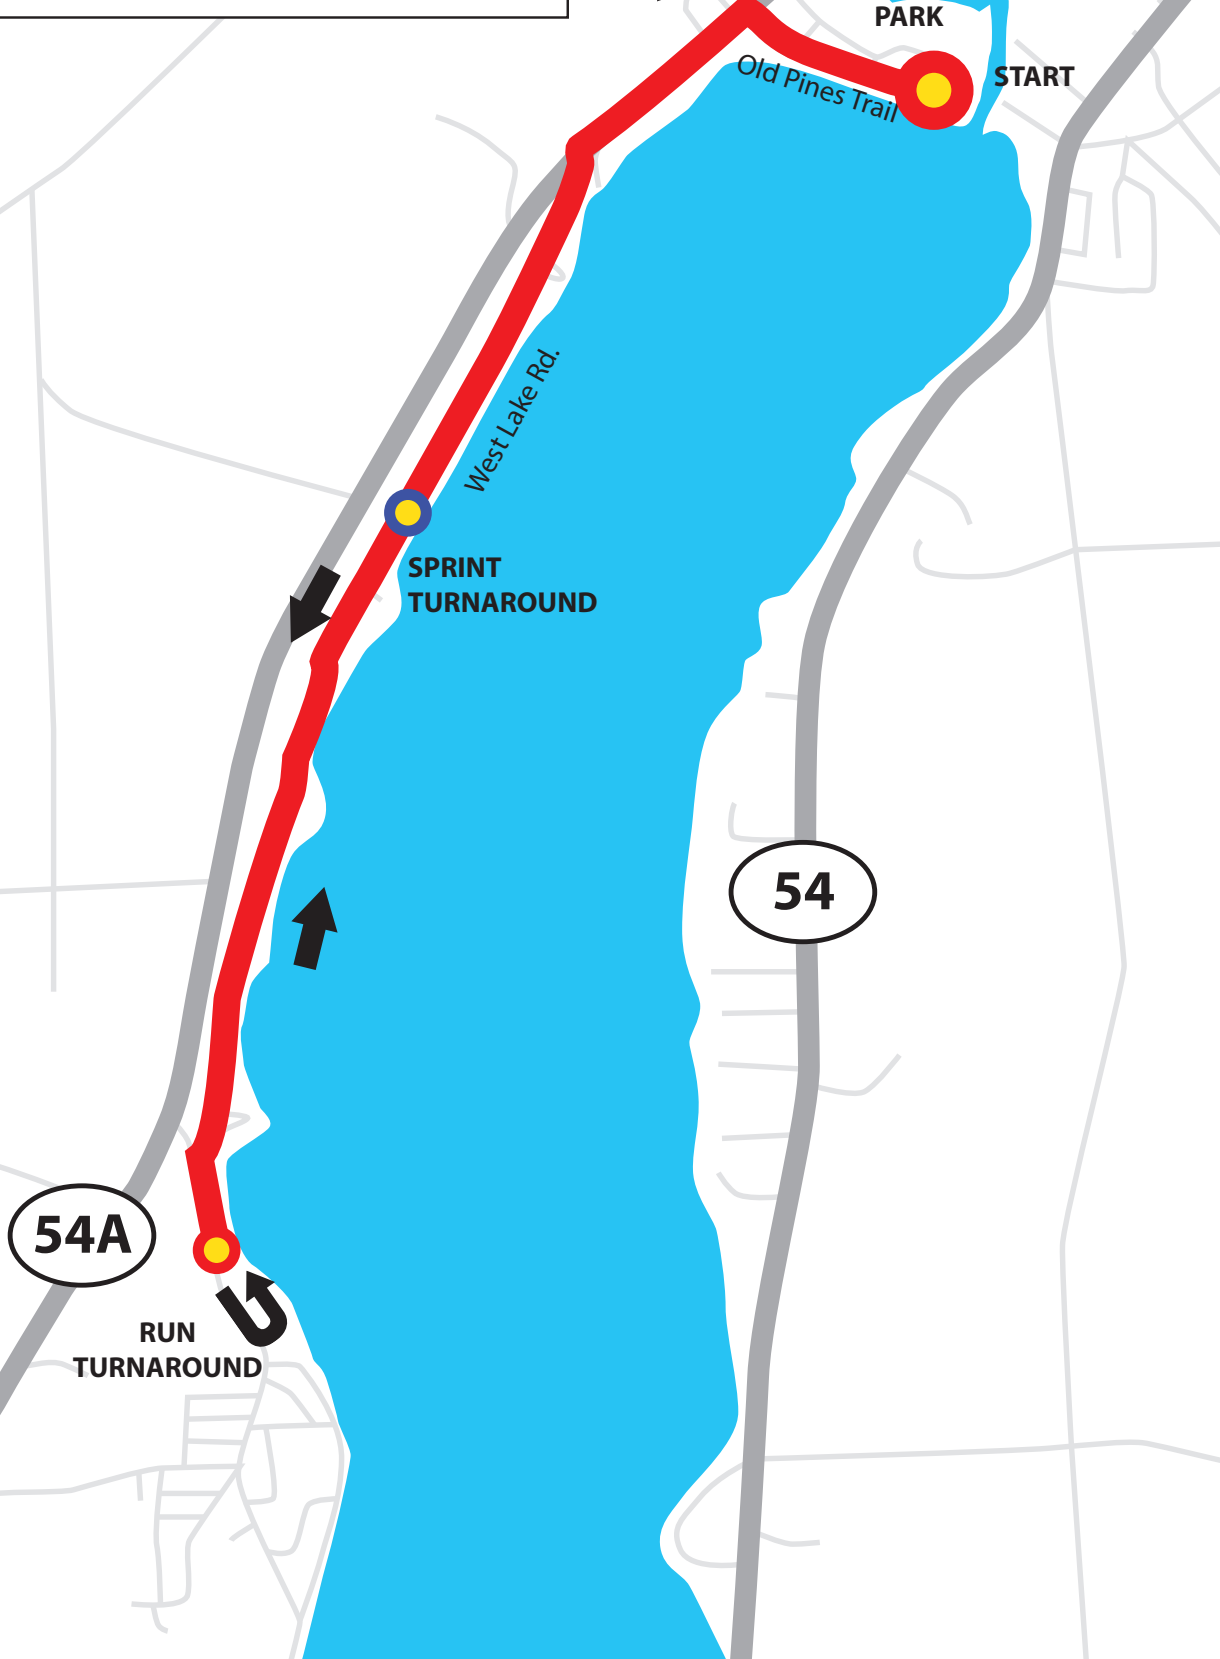 PARK
START
Old Pines Trail
West Lake Rd.
SPRINT
TURNAROUND
54
54A
RUN
TURNAROUND